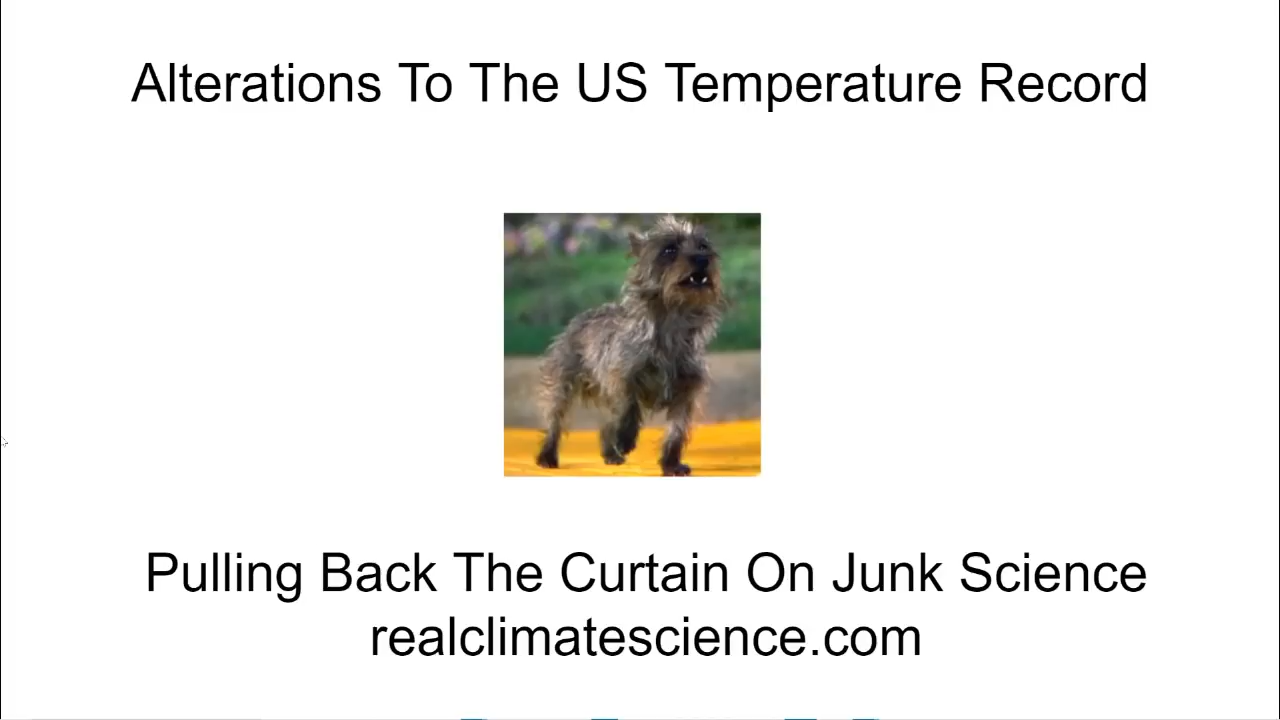 Alterations To The US Temperature Record
Pulling Back The Curtain On Junk Science
realclimatescience.com